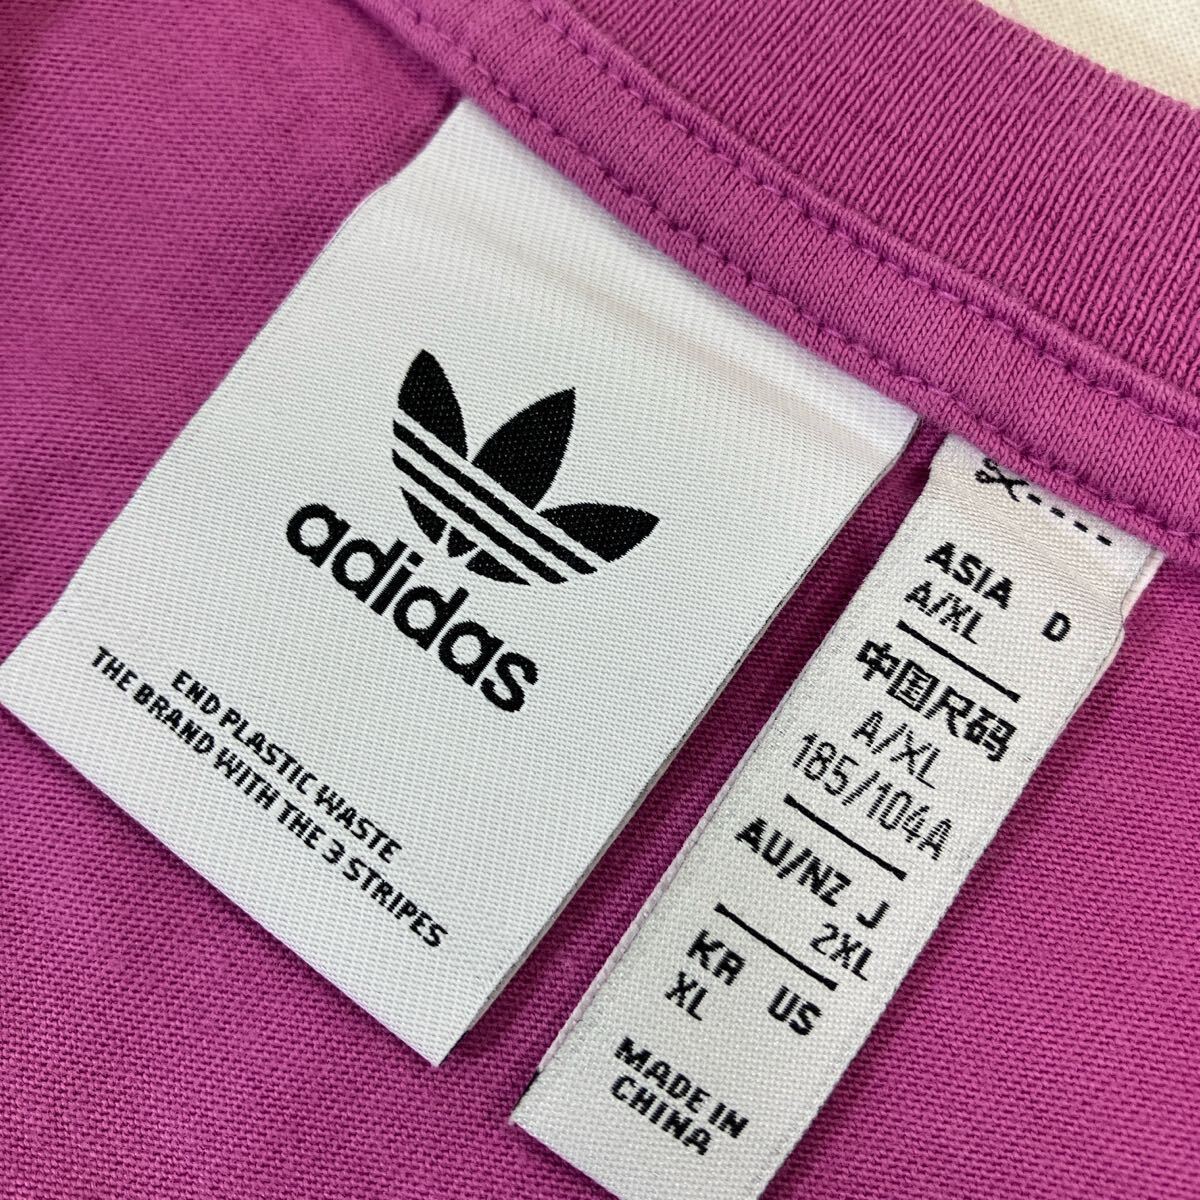 adidas
END PLASTIC WASTE
THE BRAND WITH THE 3 STRIPES
ASIA D
A/XL
中国尺码
A/XL
185/104A
AU/NZ J
2XL
KR US
XL
MADE IN
CHINA